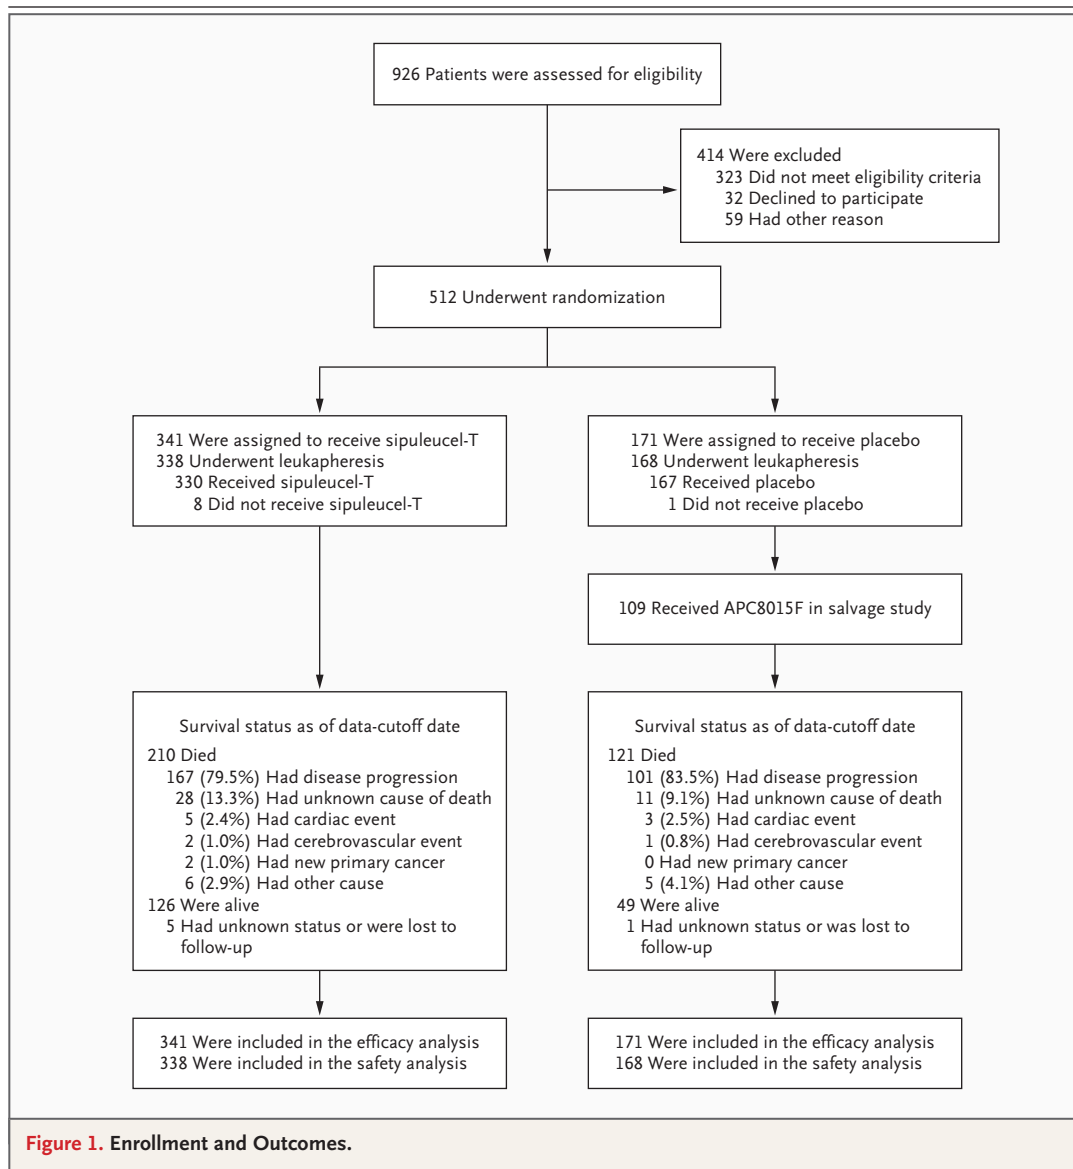 926 Patients were assessed for eligibility
414 Were excluded
323 Did not meet eligibility criteria
32 Declined to participate
59 Had other reason
512 Underwent randomization
341 Were assigned to receive sipuleucel-T
338 Underwent leukapheresis
330 Received sipuleucel-T
8 Did not receive sipuleucel-T
171 Were assigned to receive placebo
168 Underwent leukapheresis
167 Received placebo
1 Did not receive placebo
109 Received APC8015F in salvage study
Survival status as of data-cutoff date
210 Died
167 (79.5%) Had disease progression
28 (13.3%) Had unknown cause of death
5 (2.4%) Had cardiac event
2 (1.0%) Had cerebrovascular event
2 (1.0%) Had new primary cancer
6 (2.9%) Had other cause
126 Were alive
5 Had unknown status or were lost to
follow-up
Survival status as of data-cutoff date
121 Died
101 (83.5%) Had disease progression
11 (9.1%) Had unknown cause of death
3 (2.5%) Had cardiac event
1 (0.8%) Had cerebrovascular event
0 Had new primary cancer
5 (4.1%) Had other cause
49 Were alive
1 Had unknown status or was lost to
follow-up
341 Were included in the efficacy analysis
338 Were included in the safety analysis
171 Were included in the efficacy analysis
168 Were included in the safety analysis
Figure 1. Enrollment and Outcomes.